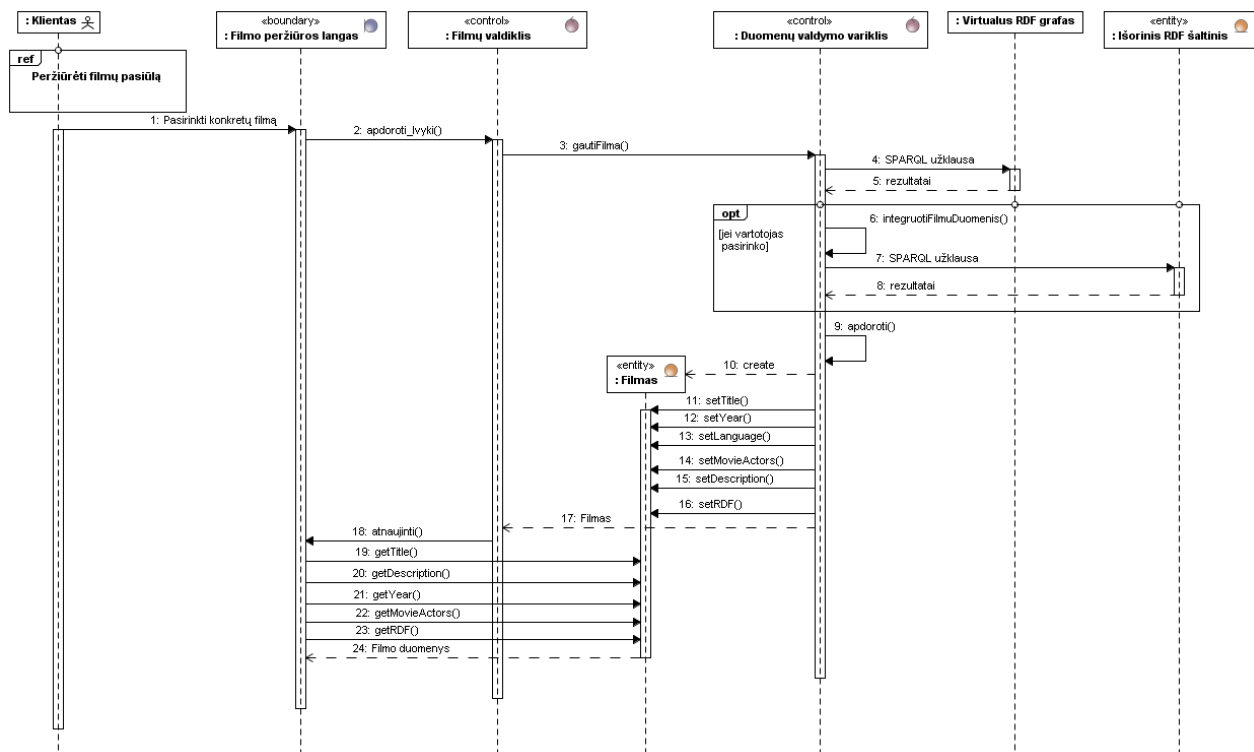 : Klientas
«boundary»
: Filmo peržiūros langas
«control»
: Filmų valdiklis
«control»
: Duomenų valdymo variklis
: Virtualus RDF grafas
«entity»
: Išorinis RDF šaltinis
ref
Peržiūrėti filmų pasiūlą
1: Pasirinkti konkretų filmą
2: apdoroti_Ivyki()
3: gautiFilma()
4: SPARQL užklausa
5: rezultatai
opt
[jei vartotojas
pasirinko]
6: integruotiFilmuDuomenis()
7: SPARQL užklausa
8: rezultatai
9: apdoroti()
«entity»
: Filmas
10: create
11: setTitle()
12: setYear()
13: setLanguage()
14: setMovieActors()
15: setDescription()
16: setRDF()
17: Filmas
18: atnaujinti()
19: getTitle()
20: getDescription()
21: getYear()
22: getMovieActors()
23: getRDF()
24: Filmo duomenys